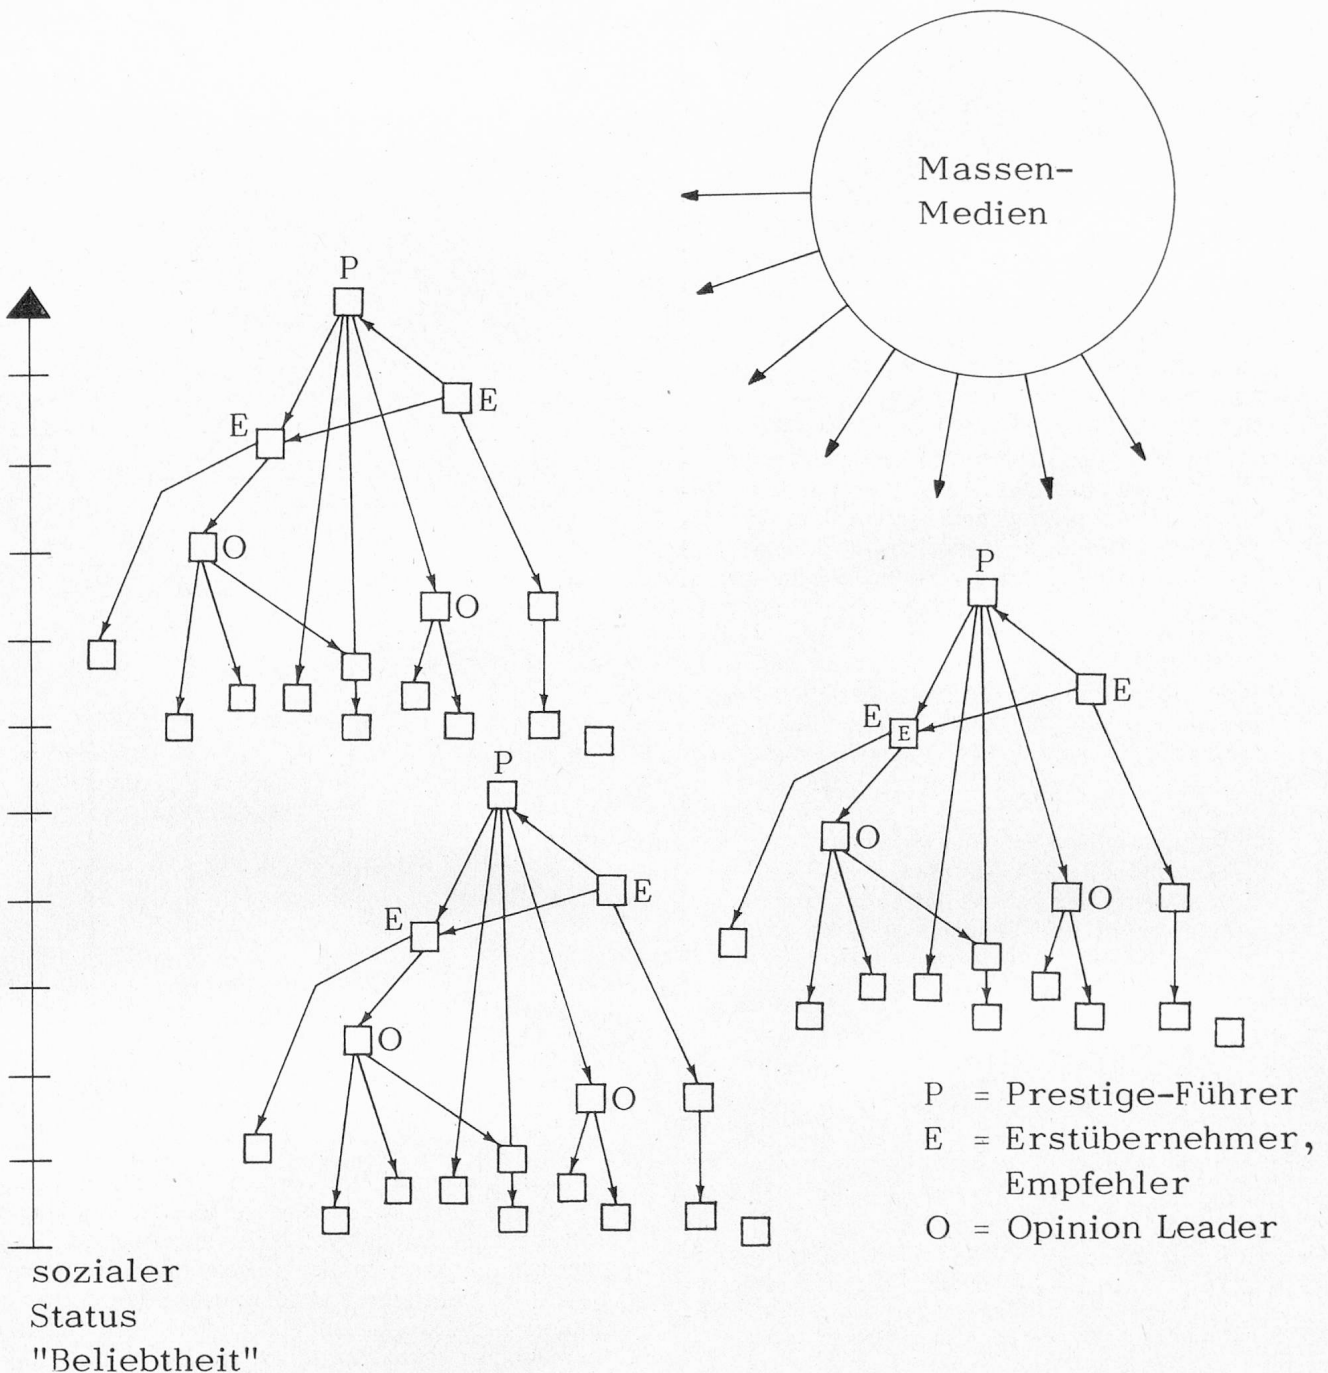 Massen-
Medien
P
E
E
O
O
P
E
E
E
O
O
P
E
E
O
O
P = Prestige-Führer
E = Erstübernehmer,
Empfehler
O = Opinion Leader
sozialer
Status
"Beliebtheit"